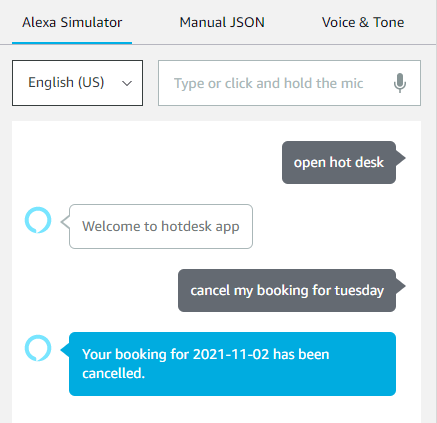 Alexa Simulator
Manual JSON
Voice & Tone
English (US)
Type or click and hold the mic
open hot desk
Welcome to hotdesk app
cancel my booking for tuesday
Your booking for 2021-11-02 has been
cancelled.